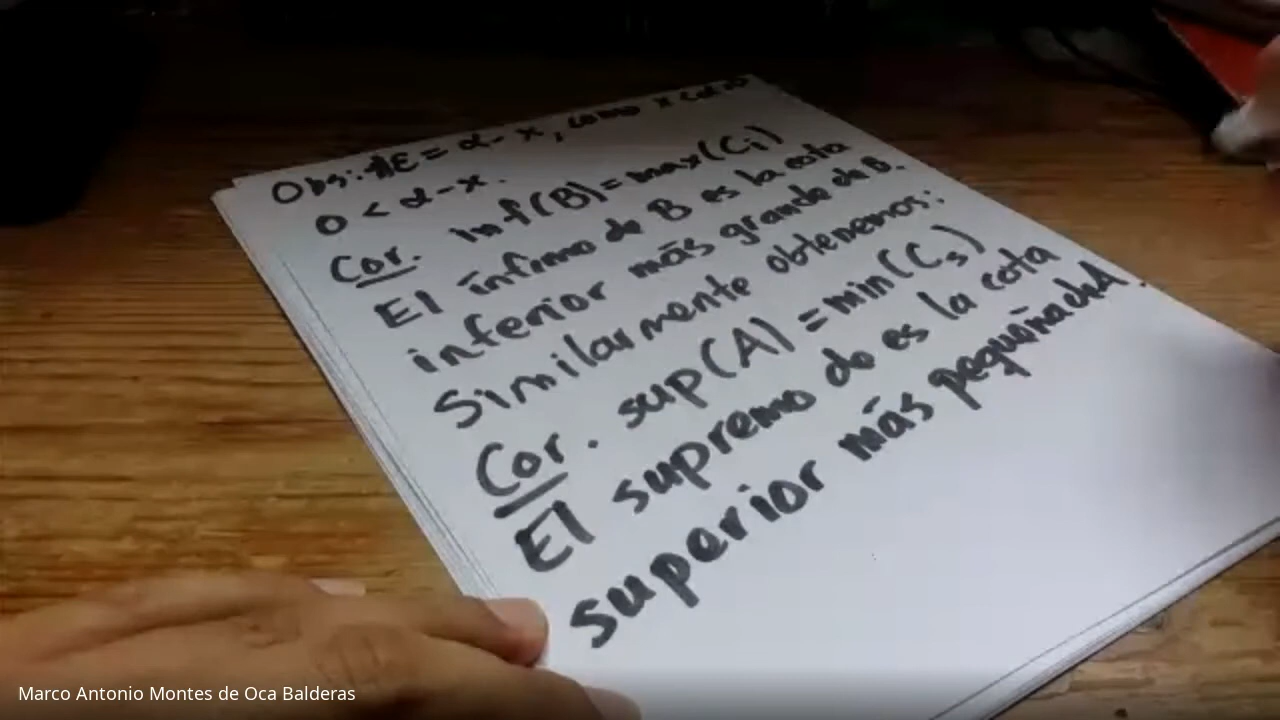 Obs: ε = α - x, como x < α ⇒
0 < α - x.
Cor. inf(B) = max(Ci)
El ínfimo de B es la cota
inferior más grande de B.
Similarmente obtenemos:
Cor. sup(A) = min(Cs)
El supremo de es la cota
superior más pequeña de A.
Marco Antonio Montes de Oca Balderas